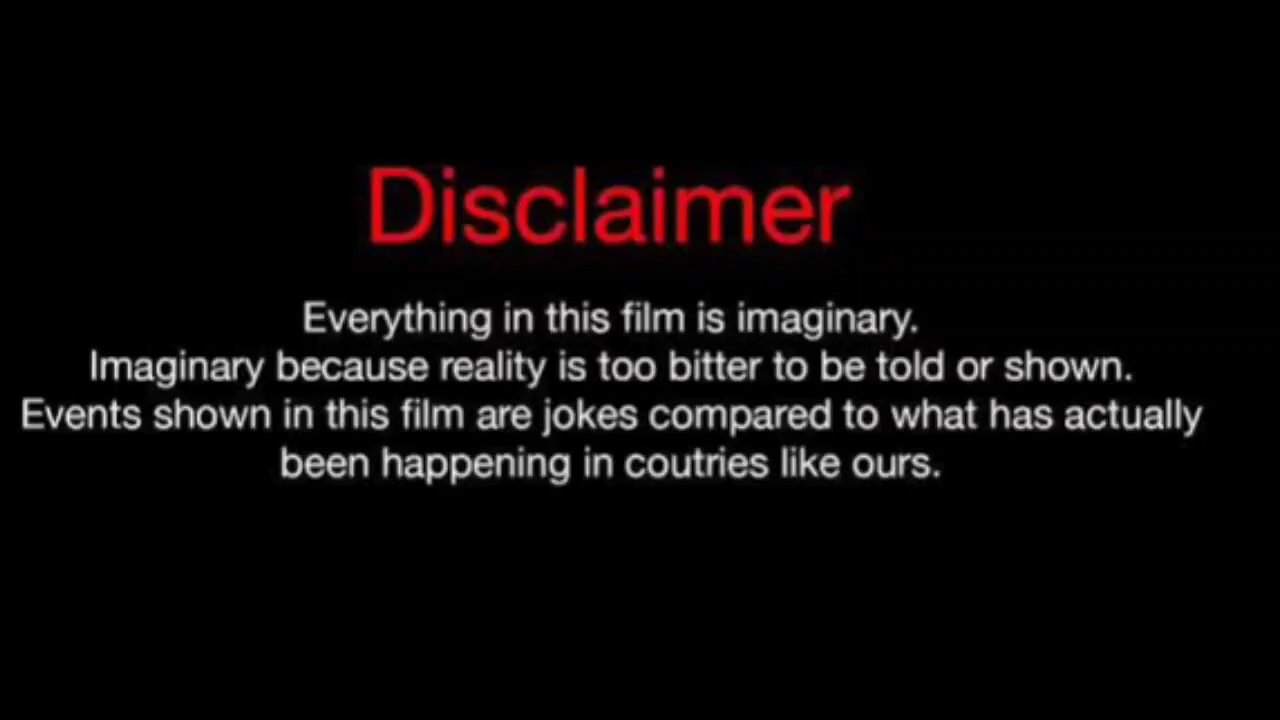 Disclaimer
Everything in this film is imaginary.
Imaginary because reality is too bitter to be told or shown.
Events shown in this film are jokes compared to what has actually
been happening in coutries like ours.